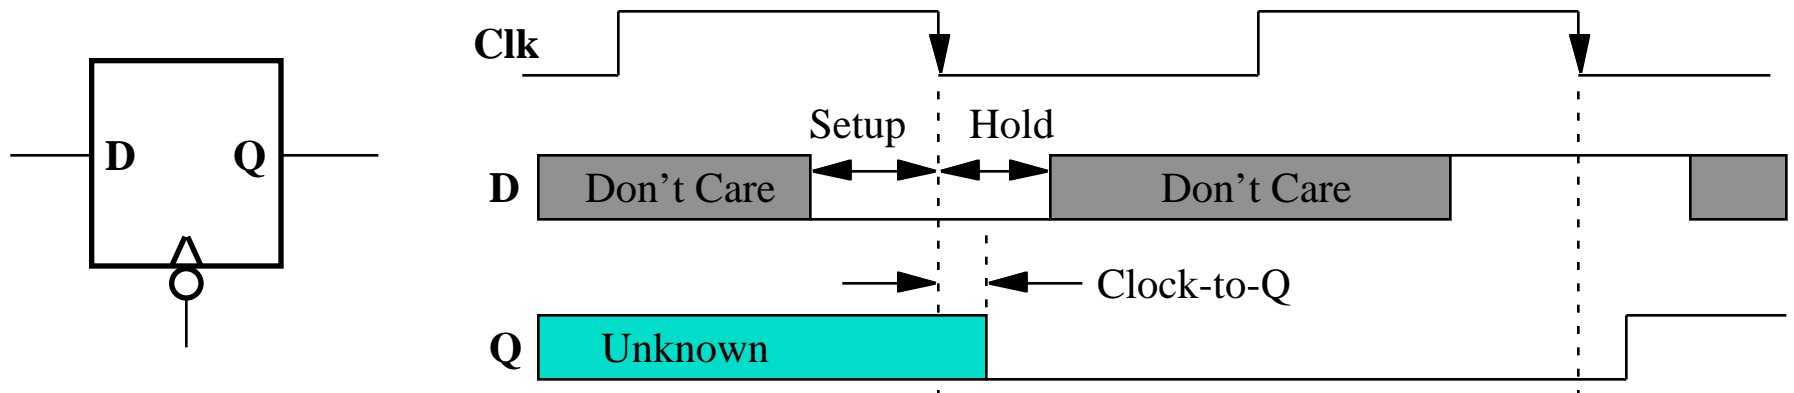 Clk
Setup Hold
D Q
D Don’t Care Don’t Care
Clock-to-Q
Q Unknown